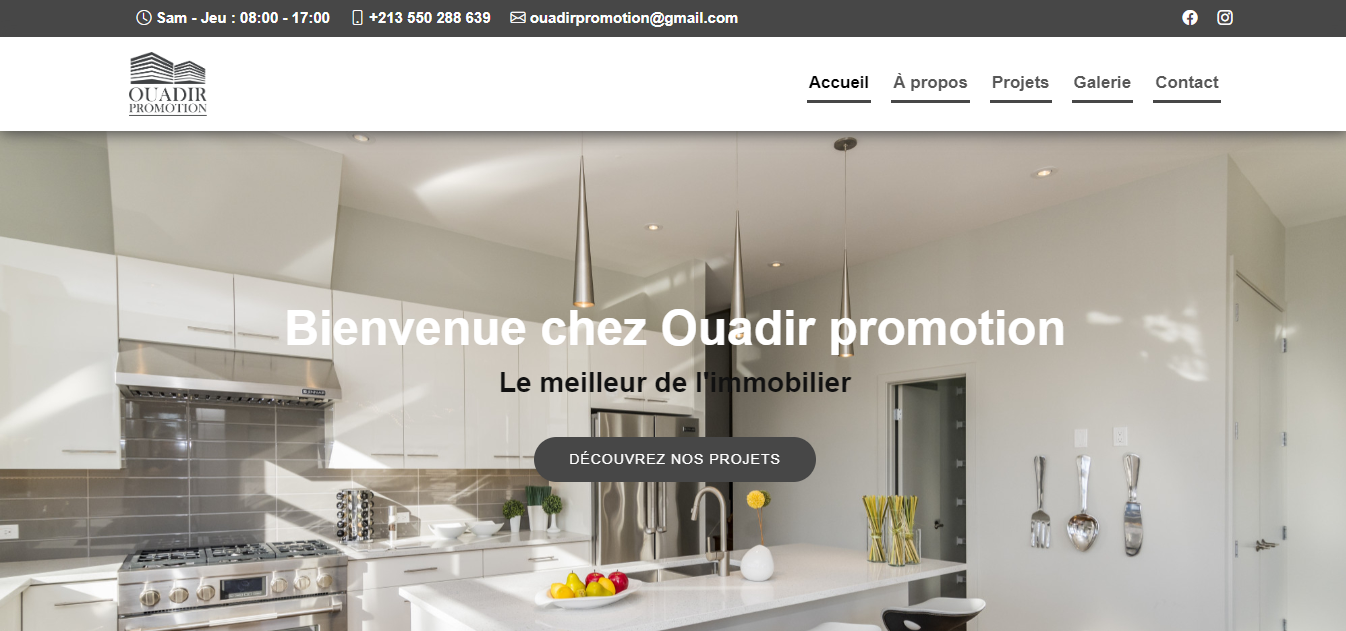 Sam - Jeu : 08:00 - 17:00 +213 550 288 639 ouadirpromotion@gmail.com
OUADIR
PROMOTION
Accueil À propos Projets Galerie Contact
Bienvenue chez Ouadir promotion
Le meilleur de l'immobilier
DÉCOUVREZ NOS PROJETS